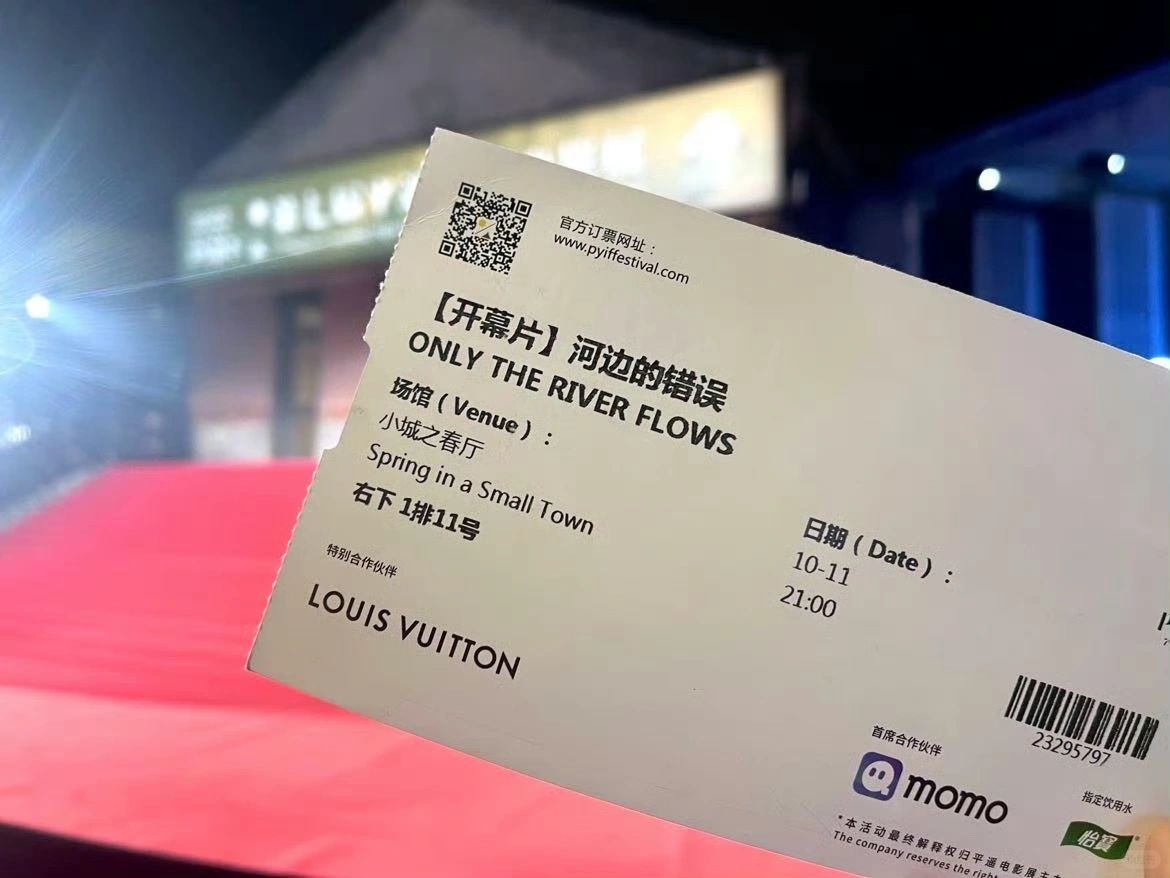 官方订票网址：
www.pyiffestival.com
【开幕片】河边的错误
ONLY THE RIVER FLOWS
场馆（Venue）：
小城之春厅
Spring in a Small Town
右下 1排11号
日期（Date）：
10-11
21:00
特别合作伙伴
LOUIS VUITTON
23295797
首席合作伙伴
momo
指定饮用水
怡寶
*本活动最终解释权归平遥电影展主
The company reserves the right